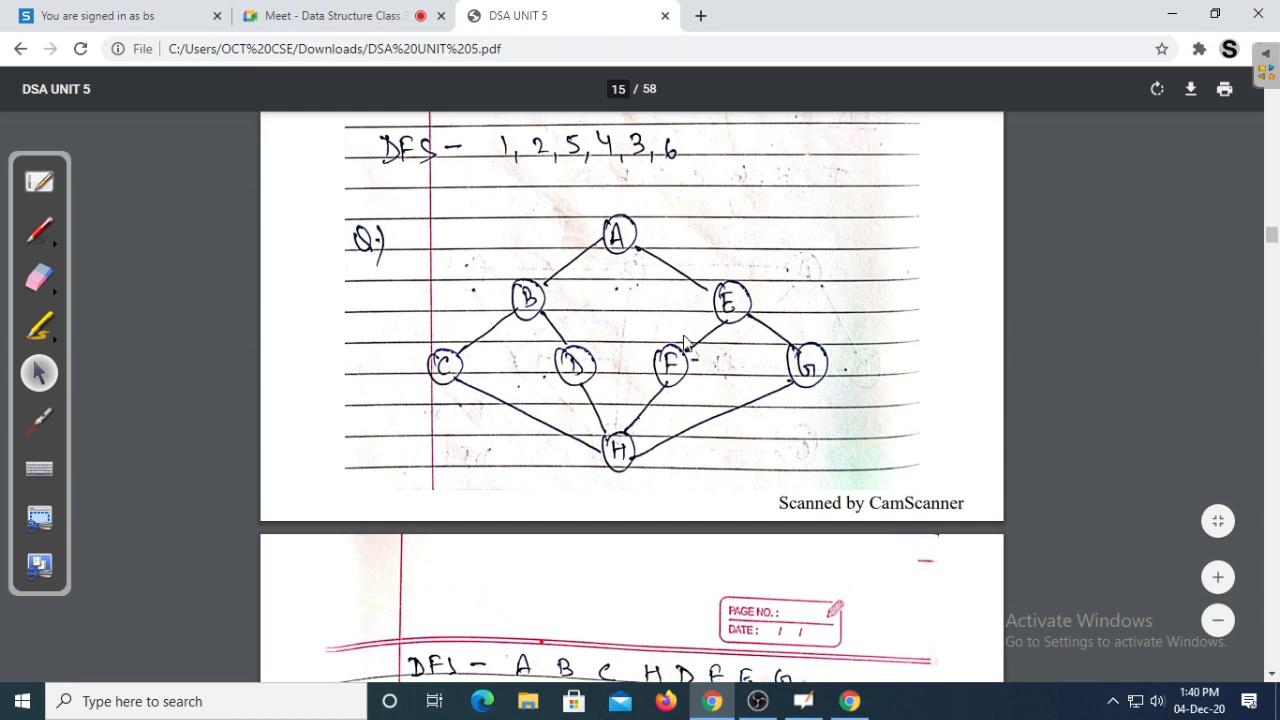 You are signed in as bs
Meet - Data Structure Class
DSA UNIT 5
File
C:/Users/OCT%20CSE/Downloads/DSA%20UNIT%205.pdf
S
DSA UNIT 5
15 / 58
DFS - 1, 2, 5, 4, 3, 6
Q:)
A
B E
C D F G
H
Scanned by CamScanner
PAGE NO.:
DATE: / /
DFS - A B C H D F E G
Activate Windows
Go to Settings to activate Windows.
Type here to search
1:40 PM
04-Dec-20